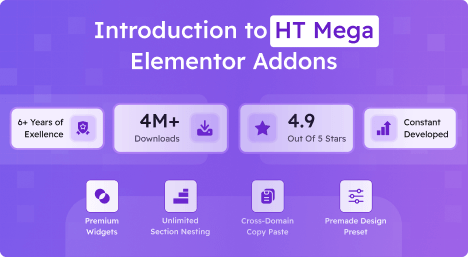 Introduction to HT Mega
Elementor Addons
6+ Years of
Exellence
4M+
Downloads
4.9
Out Of 5 Stars
Constant
Developed
Premium
Widgets
Unlimited
Section Nesting
Cross-Domain
Copy Paste
Premade Design
Preset